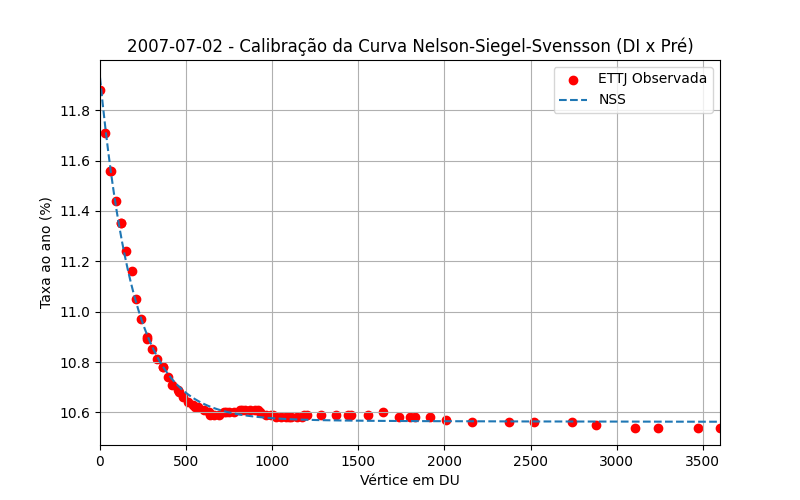 2007-07-02 - Calibração da Curva Nelson-Siegel-Svensson (DI x Pré)
ETTJ Observada
NSS
Taxa ao ano (%)
11.8
11.6
11.4
11.2
11.0
10.8
10.6
0 500 1000 1500 2000 2500 3000 3500
Vértice em DU